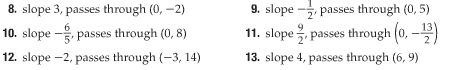 8. slope 3, passes through (0, −2)
9. slope −1/2, passes through (0, 5)
10. slope −6/5, passes through (0, 8)
11. slope 9/2, passes through (0, −13/2)
12. slope −2, passes through (−3, 14)
13. slope 4, passes through (6, 9)